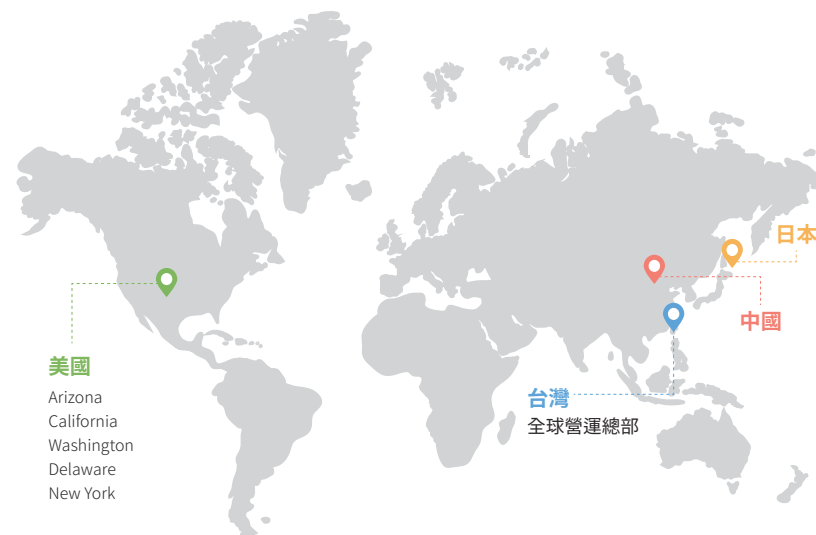 日本
中國
美國
Arizona
California
Washington
Delaware
New York
台灣
全球營運總部